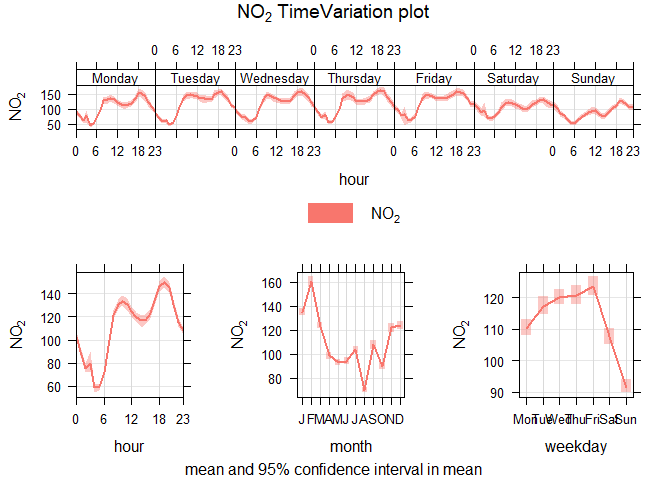 NO2 TimeVariation plot
0 6 12 18 23 0 6 12 18 23 0 6 12 18 23
Monday Tuesday Wednesday Thursday Friday Saturday Sunday
150
100
50
NO2
0 6 12 18 23 0 6 12 18 23 0 6 12 18 23 0 6 12 18 23
hour
NO2
140
120
100
80
60
NO2
0 6 12 18 23
hour
160
140
120
100
80
NO2
J F M A M J J A S O N D
month
120
110
100
90
NO2
Mon Tue Wed Thu Fri Sat Sun
weekday
mean and 95% confidence interval in mean